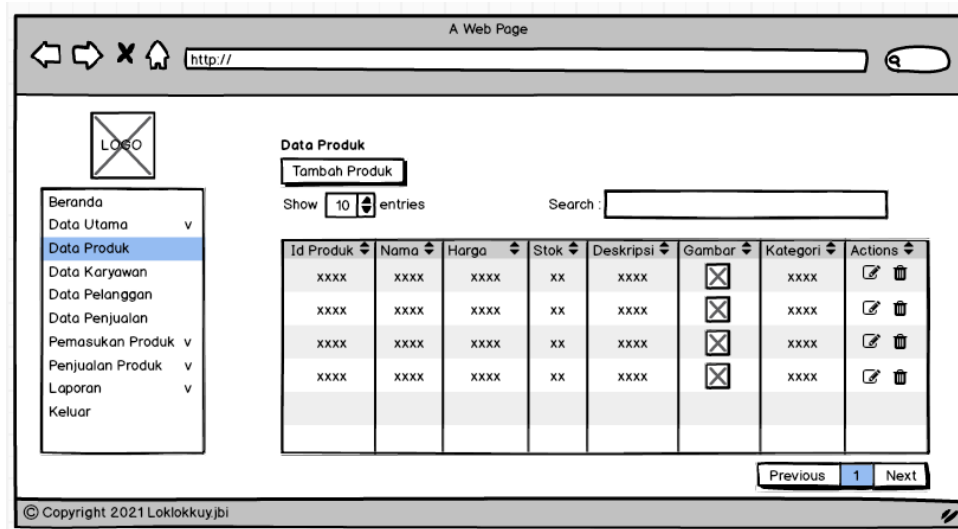 A Web Page
http://
LOGO
Beranda
Data Utama v
Data Produk
Data Karyawan
Data Pelanggan
Data Penjualan
Pemasukan Produk v
Penjualan Produk v
Laporan v
Keluar
Data Produk
Tambah Produk
Show 10 entries
Search :
Id Produk Nama Harga Stok Deskripsi Gambar Kategori Actions
xxxx xxxx xxxx xx xxxx xxxx
xxxx xxxx xxxx xx xxxx xxxx
xxxx xxxx xxxx xx xxxx xxxx
xxxx xxxx xxxx xx xxxx xxxx
Previous 1 Next
© Copyright 2021 Loklokkuy.jbi